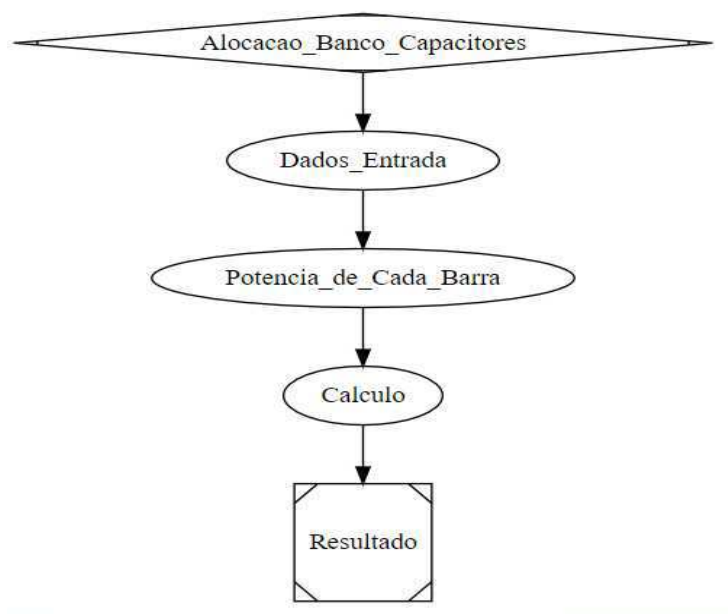 Alocacao_Banco_Capacitores
Dados_Entrada
Potencia_de_Cada_Barra
Calculo
Resultado